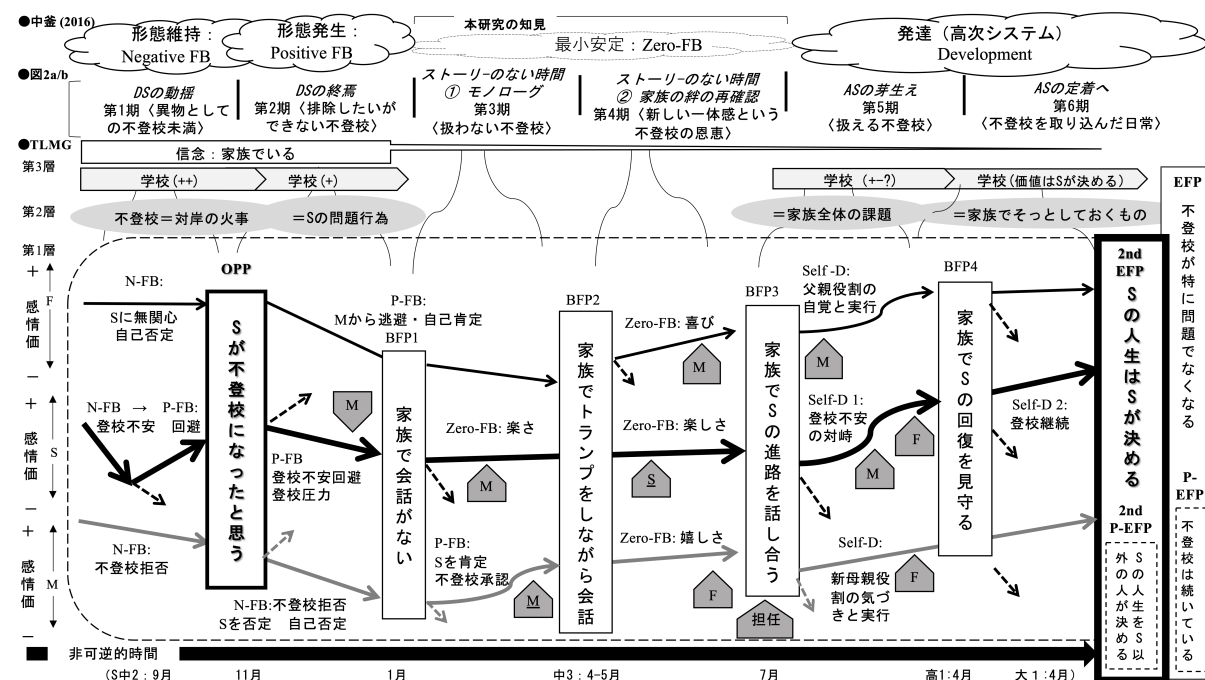 ●中釜 (2016)
形態維持：
Negative FB
形態発生：
Positive FB
本研究の知見
最小安定：Zero-FB
発達（高次システム）
Development
●図2a/b
DSの動揺
第1期〈異物として
の不登校未満〉
DSの終焉
第2期〈排除したいが
できない不登校〉
ストーリーのない時間
① モノローグ
第3期
〈扱わない不登校〉
ストーリーのない時間
② 家族の絆の再確認
第4期〈新しい一体感という
不登校の恩恵〉
ASの芽生え
第5期
〈扱える不登校〉
ASの定着へ
第6期
〈不登校を取り込んだ日常〉
●TLMG
信念：家族でいる
第3層
学校(++)
学校(+)
学校 (+−?)
学校(価値はSが決める)
第2層
不登校＝対岸の火事
＝Sの問題行為
＝家族全体の課題
＝家族でそっとしておくもの
第1層
＋
感情価
F
−
＋
感情価
S
−
＋
感情価
M
−
N-FB:
Sに無関心
自己否定
N-FB → P-FB:
登校不安 回避
N-FB:
不登校拒否
OPP
Sが不登校になったと思う
P-FB:
Mから逃避・自己肯定
M
P-FB
登校不安回避
登校圧力
N-FB:不登校拒否
Sを否定 自己否定
BFP1
家族で会話がない
Zero-FB: 楽さ
M
P-FB:
Sを肯定
不登校承認
M
BFP2
家族でトランプをしながら会話
Zero-FB: 喜び
M
Zero-FB: 楽しさ
S
Zero-FB: 嬉しさ
F
BFP3
家族でSの進路を話し合う
担任
Self-D:
父親役割の
自覚と実行
M
Self-D 1:
登校不安
の対峙
F
M
Self-D:
新母親役
割の気づ
きと実行
F
BFP4
家族でSの回復を見守る
Self-D 2:
登校継続
2nd
EFP
Sの人生はSが決める
2nd
P-EFP
Sの人生をS以
外の人が決める
EFP
不登校が特に問題でなくなる
P-
EFP
不登校は続いている
非可逆的時間
(S中2：9月
11月
1月
中3：4-5月
7月
高1:4月
大１:4月)